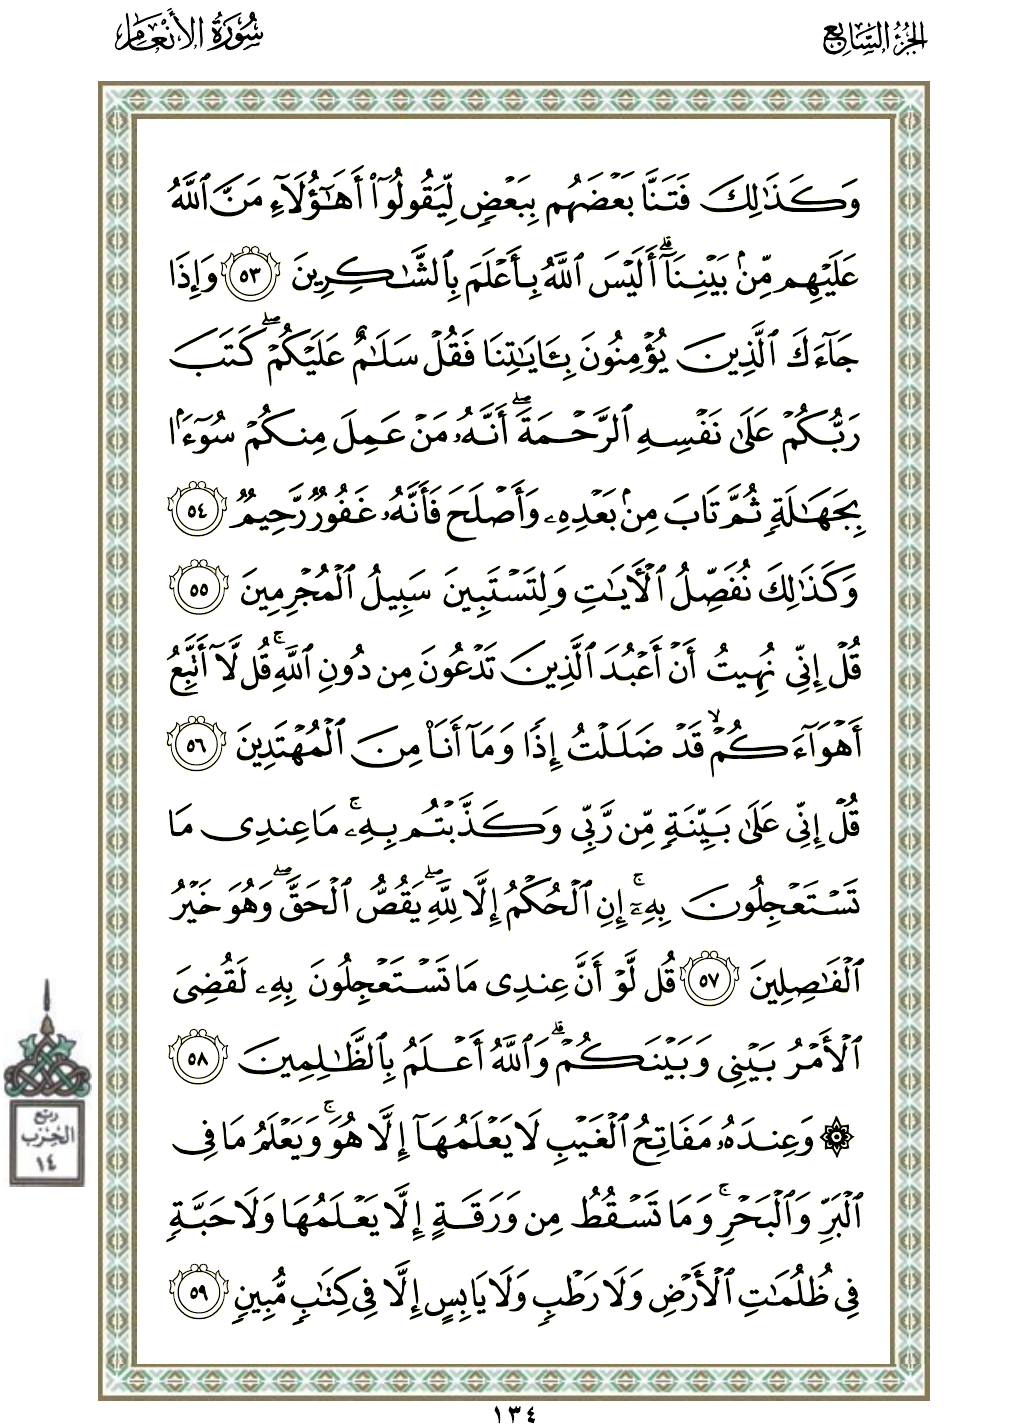 الجزء السابع
سورة الأنعام
وَكَذَٰلِكَ فَتَنَّا بَعْضَهُم بِبَعْضٍ لِّيَقُولُوٓا۟ أَهَٰٓؤُلَآءِ مَنَّ ٱللَّهُ
عَلَيْهِم مِّنۢ بَيْنِنَآ ۗ أَلَيْسَ ٱللَّهُ بِأَعْلَمَ بِٱلشَّٰكِرِينَ ٥٣ وَإِذَا
جَآءَكَ ٱلَّذِينَ يُؤْمِنُونَ بِـَٔايَٰتِنَا فَقُلْ سَلَٰمٌ عَلَيْكُمْ ۖ كَتَبَ
رَبُّكُمْ عَلَىٰ نَفْسِهِ ٱلرَّحْمَةَ ۖ أَنَّهُۥ مَنْ عَمِلَ مِنكُمْ سُوٓءًۢا
بِجَهَٰلَةٍ ثُمَّ تَابَ مِنۢ بَعْدِهِۦ وَأَصْلَحَ فَأَنَّهُۥ غَفُورٌ رَّحِيمٌ ٥٤
وَكَذَٰلِكَ نُفَصِّلُ ٱلْأَيَٰتِ وَلِتَسْتَبِينَ سَبِيلُ ٱلْمُجْرِمِينَ ٥٥
قُلْ إِنِّى نُهِيتُ أَنْ أَعْبُدَ ٱلَّذِينَ تَدْعُونَ مِن دُونِ ٱللَّهِ ۚ قُل لَّآ أَتَّبِعُ
أَهْوَآءَكُمْ ۙ قَدْ ضَلَلْتُ إِذًا وَمَآ أَنَا۠ مِنَ ٱلْمُهْتَدِينَ ٥٦
قُلْ إِنِّى عَلَىٰ بَيِّنَةٍ مِّن رَّبِّى وَكَذَّبْتُم بِهِۦ ۚ مَا عِندِى مَا
تَسْتَعْجِلُونَ بِهِۦٓ ۚ إِنِ ٱلْحُكْمُ إِلَّا لِلَّهِ ۖ يَقُصُّ ٱلْحَقَّ ۖ وَهُوَ خَيْرُ
ٱلْفَٰصِلِينَ ٥٧ قُل لَّوْ أَنَّ عِندِى مَا تَسْتَعْجِلُونَ بِهِۦ لَقُضِىَ
ٱلْأَمْرُ بَيْنِى وَبَيْنَكُمْ ۗ وَٱللَّهُ أَعْلَمُ بِٱلظَّٰلِمِينَ ٥٨
۞ وَعِندَهُۥ مَفَاتِحُ ٱلْغَيْبِ لَا يَعْلَمُهَآ إِلَّا هُوَ ۚ وَيَعْلَمُ مَا فِى
ٱلْبَرِّ وَٱلْبَحْرِ ۚ وَمَا تَسْقُطُ مِن وَرَقَةٍ إِلَّا يَعْلَمُهَا وَلَا حَبَّةٍ
فِى ظُلُمَٰتِ ٱلْأَرْضِ وَلَا رَطْبٍ وَلَا يَابِسٍ إِلَّا فِى كِتَٰبٍ مُّبِينٍ ٥٩
ربع
الحزب
١٤
١٣٤